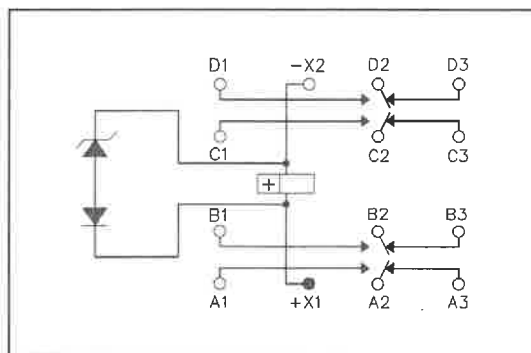 D1 -X2 D2 D3
C1 C2 C3
+
B1 B2 B3
A1 +X1 A2 A3